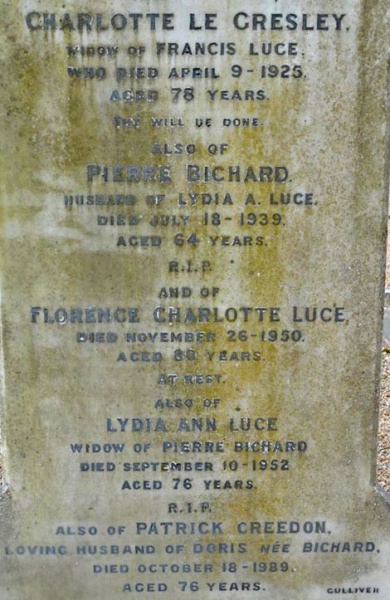 CHARLOTTE LE GRESLEY,
WIDOW OF FRANCIS LUCE.
WHO DIED APRIL 9-1925.
AGED 78 YEARS.
THY WILL BE DONE.
ALSO OF
PIERRE BICHARD.
HUSBAND OF LYDIA A. LUCE.
DIED JULY 18-1939.
AGED 64 YEARS.
R.I.P.
AND OF
FLORENCE CHARLOTTE LUCE,
DIED NOVEMBER 26-1950.
AGED 80 YEARS.
AT REST.
ALSO OF
LYDIA ANN LUCE
WIDOW OF PIERRE BICHARD
DIED SEPTEMBER 10-1952
AGED 76 YEARS.
R.I.P.
ALSO OF PATRICK CREEDON,
LOVING HUSBAND OF DORIS NÉE BICHARD,
DIED OCTOBER 18-1989.
AGED 76 YEARS.
GULLIVER